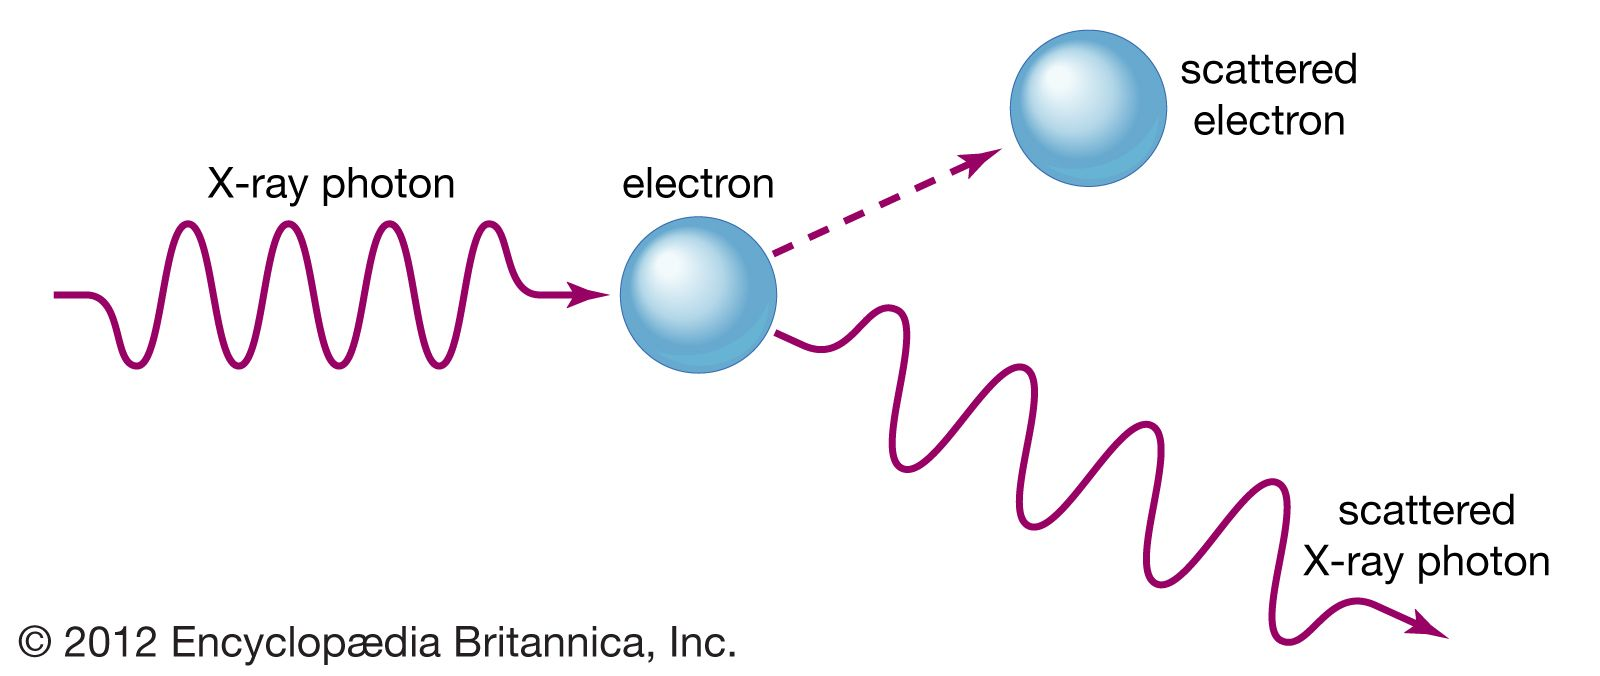 scattered
electron
X-ray photon
electron
scattered
X-ray photon
© 2012 Encyclopædia Britannica, Inc.